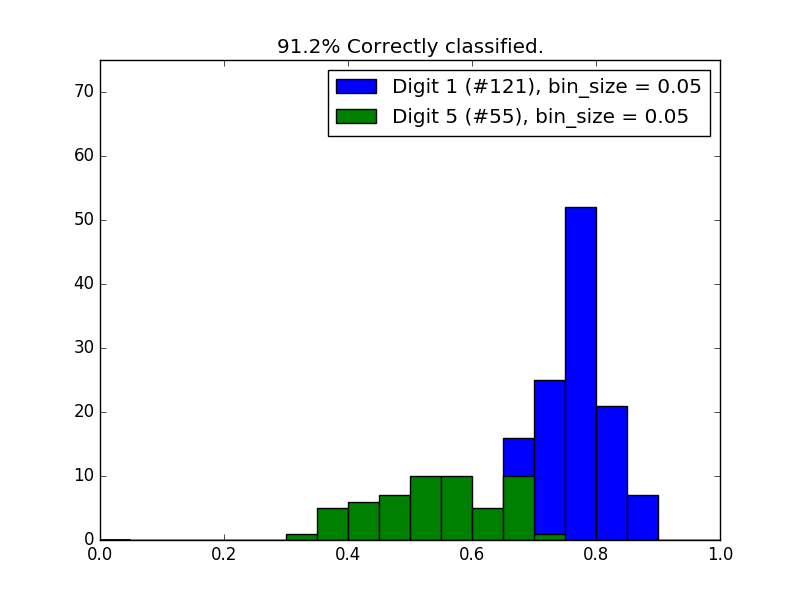 91.2% Correctly classified.
Digit 1 (#121), bin_size = 0.05
Digit 5 (#55), bin_size = 0.05
70
60
50
40
30
20
10
0
0.0 0.2 0.4 0.6 0.8 1.0